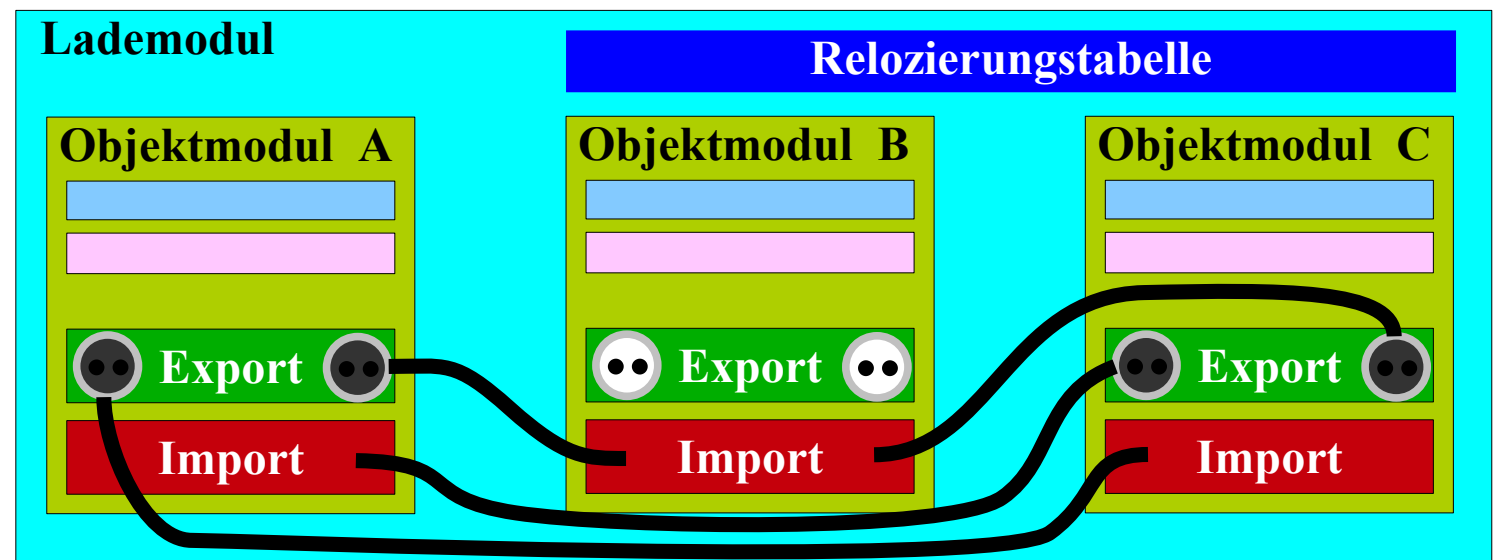 Lademodul
Relozierungstabelle
Objektmodul A
Export
Import
Objektmodul B
Export
Import
Objektmodul C
Export
Import